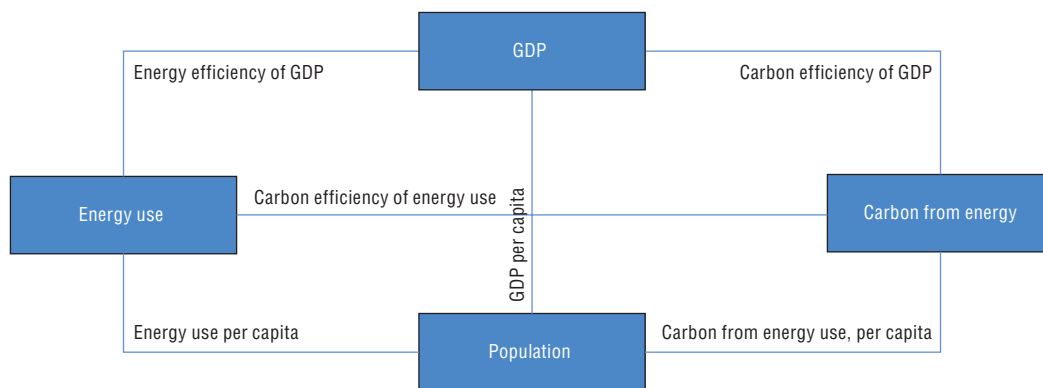 GDP
Energy efficiency of GDP
Carbon efficiency of GDP
Energy use
Carbon efficiency of energy use
GDP per capita
Carbon from energy
Energy use per capita
Population
Carbon from energy use, per capita